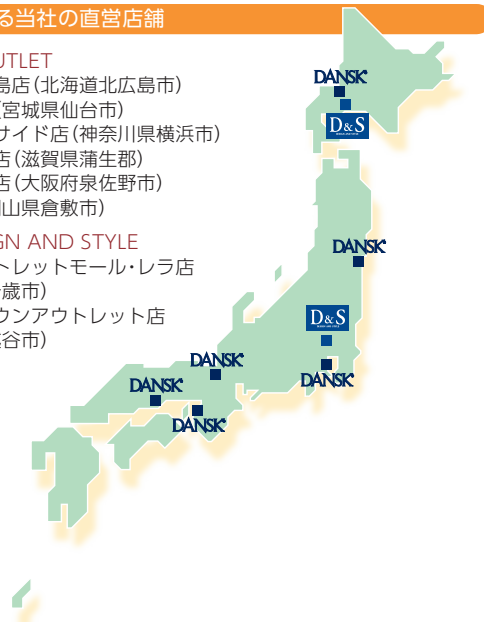 る当社の直営店舗
UTLET
島店(北海道北広島市)
(宮城県仙台市)
サイド店(神奈川県横浜市)
店(滋賀県蒲生郡)
店(大阪府泉佐野市)
山県倉敷市)
GN AND STYLE
トレットモール・レラ店
歳市)
ウンアウトレット店
谷市)
DANSK
D&S
DANSK
D&S
DANSK
DANSK
DANSK
DANSK